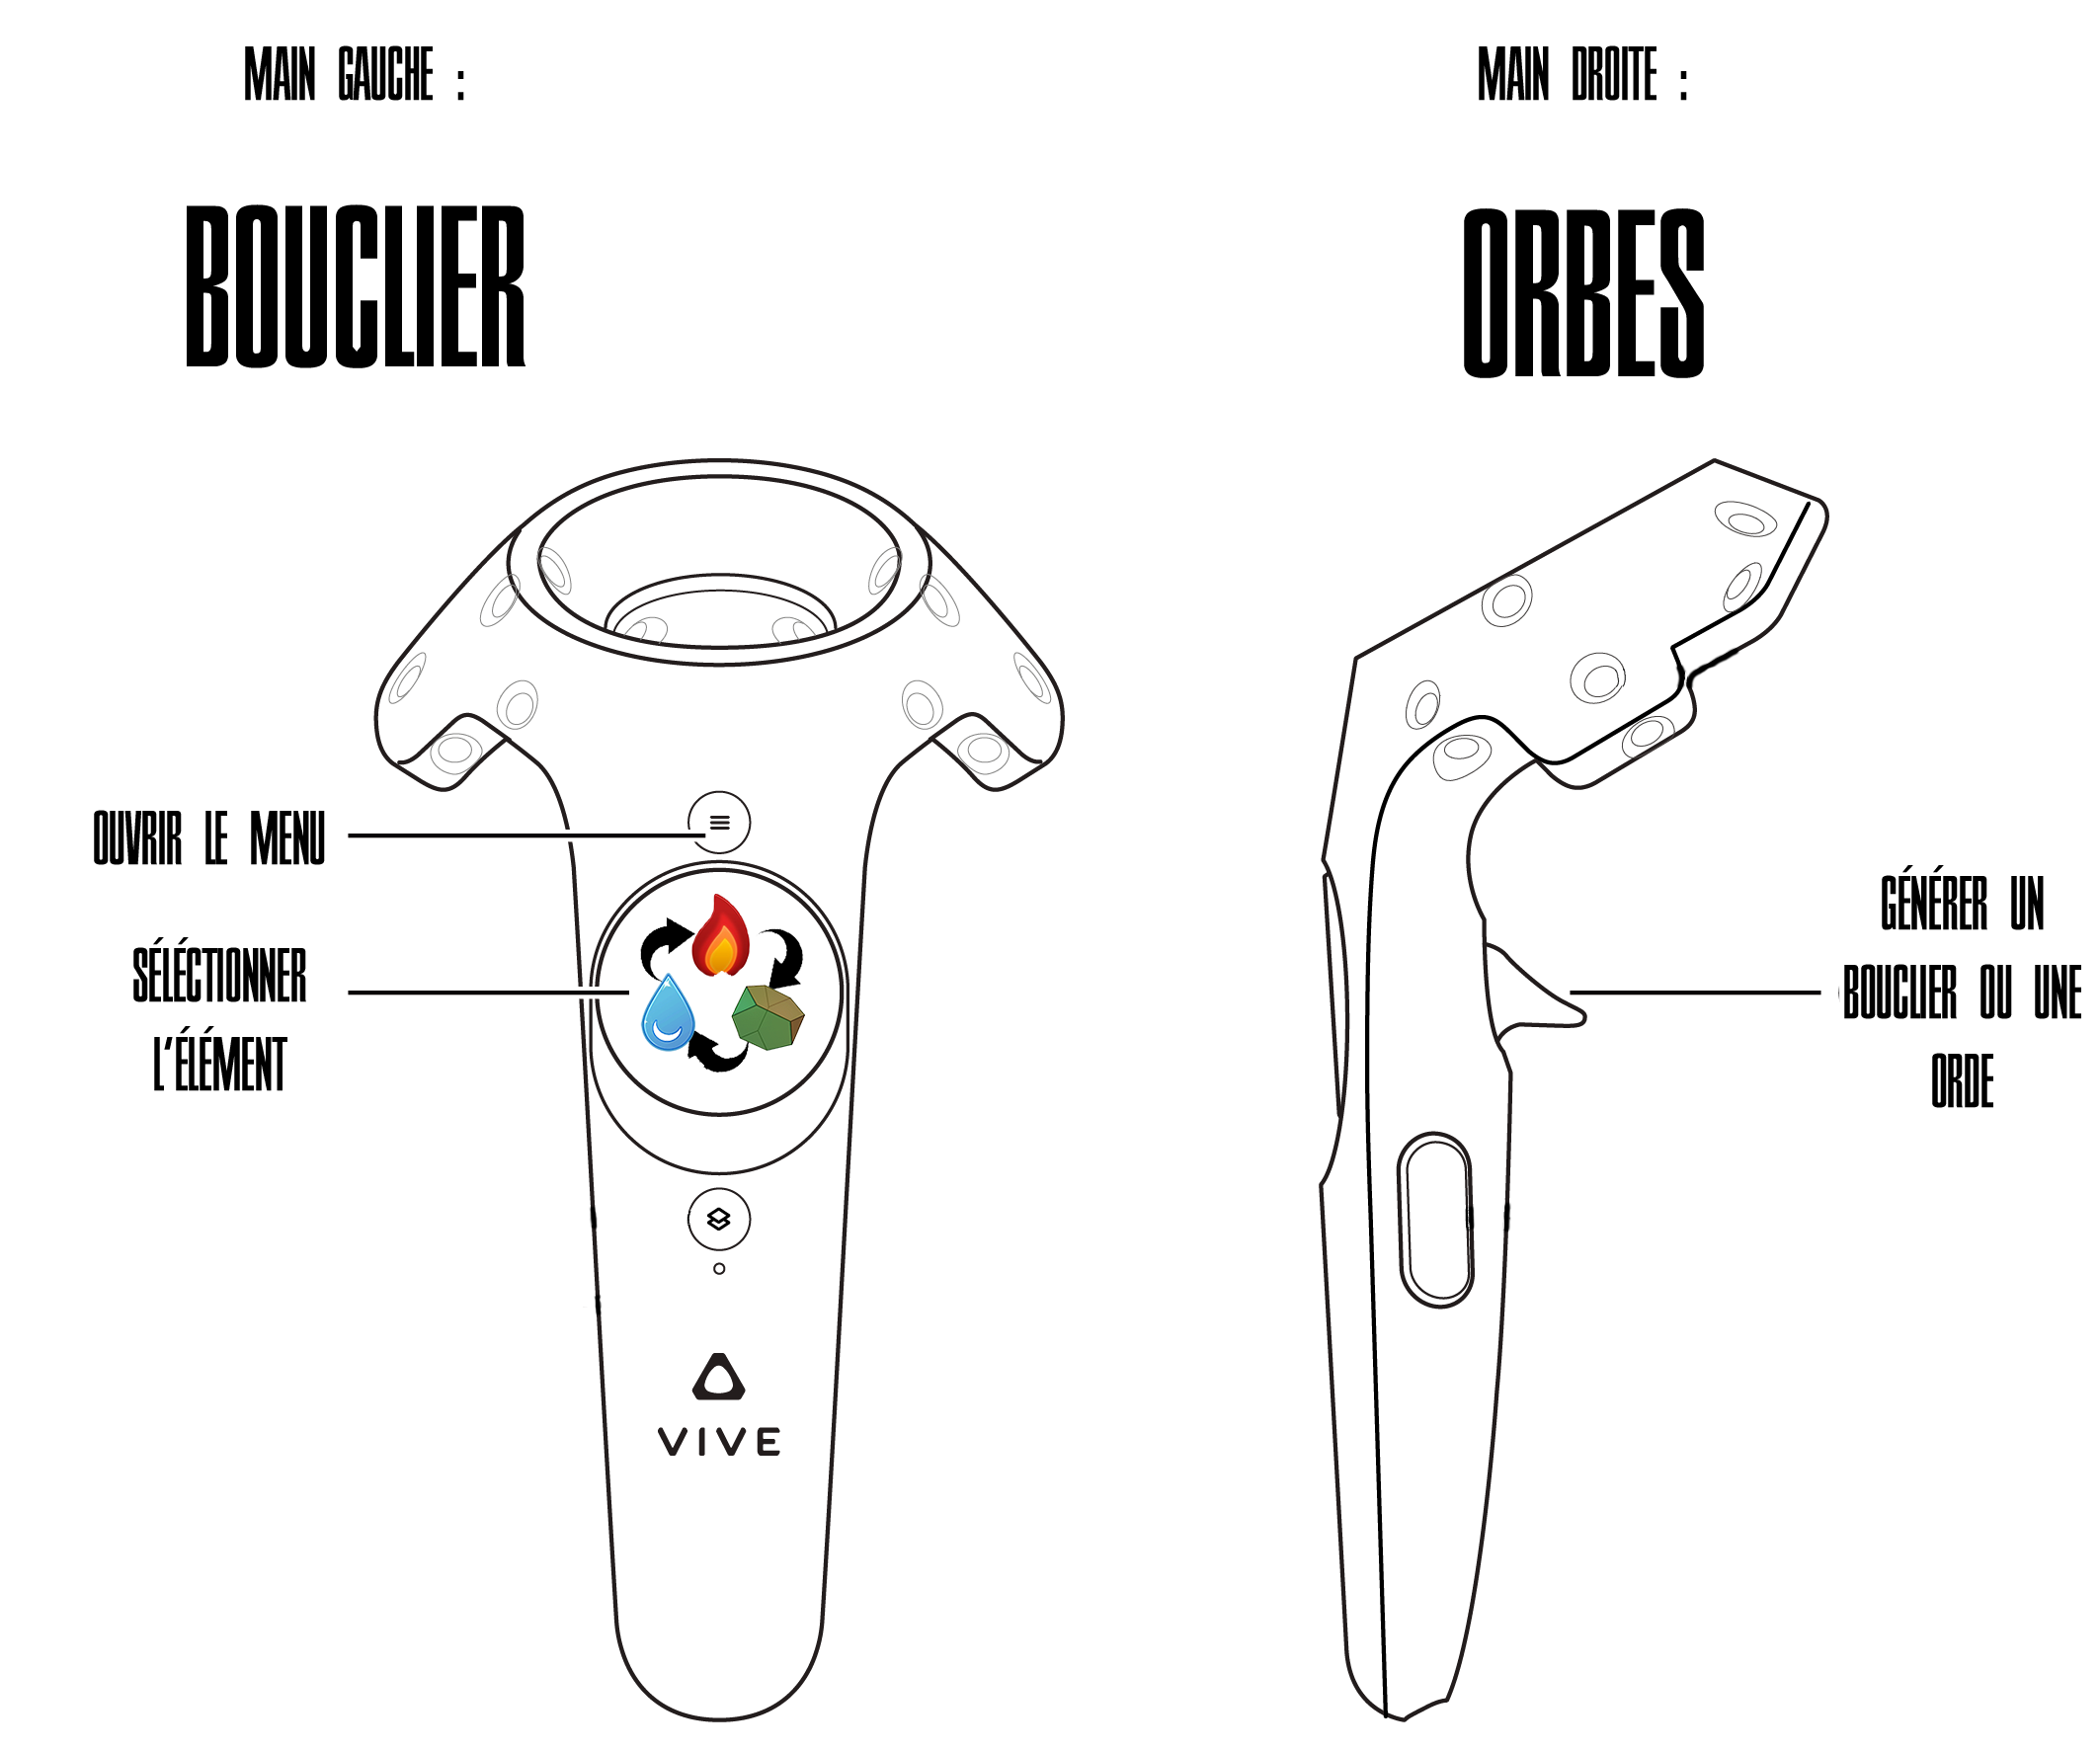 MAIN GAUCHE :
BOUCLIER
MAIN DROITE :
ORBES
OUVRIR LE MENU
SÉLÉCTIONNER
L'ÉLÉMENT
GÉNÉRER UN
BOUCLIER OU UNE
ORDE
VIVE